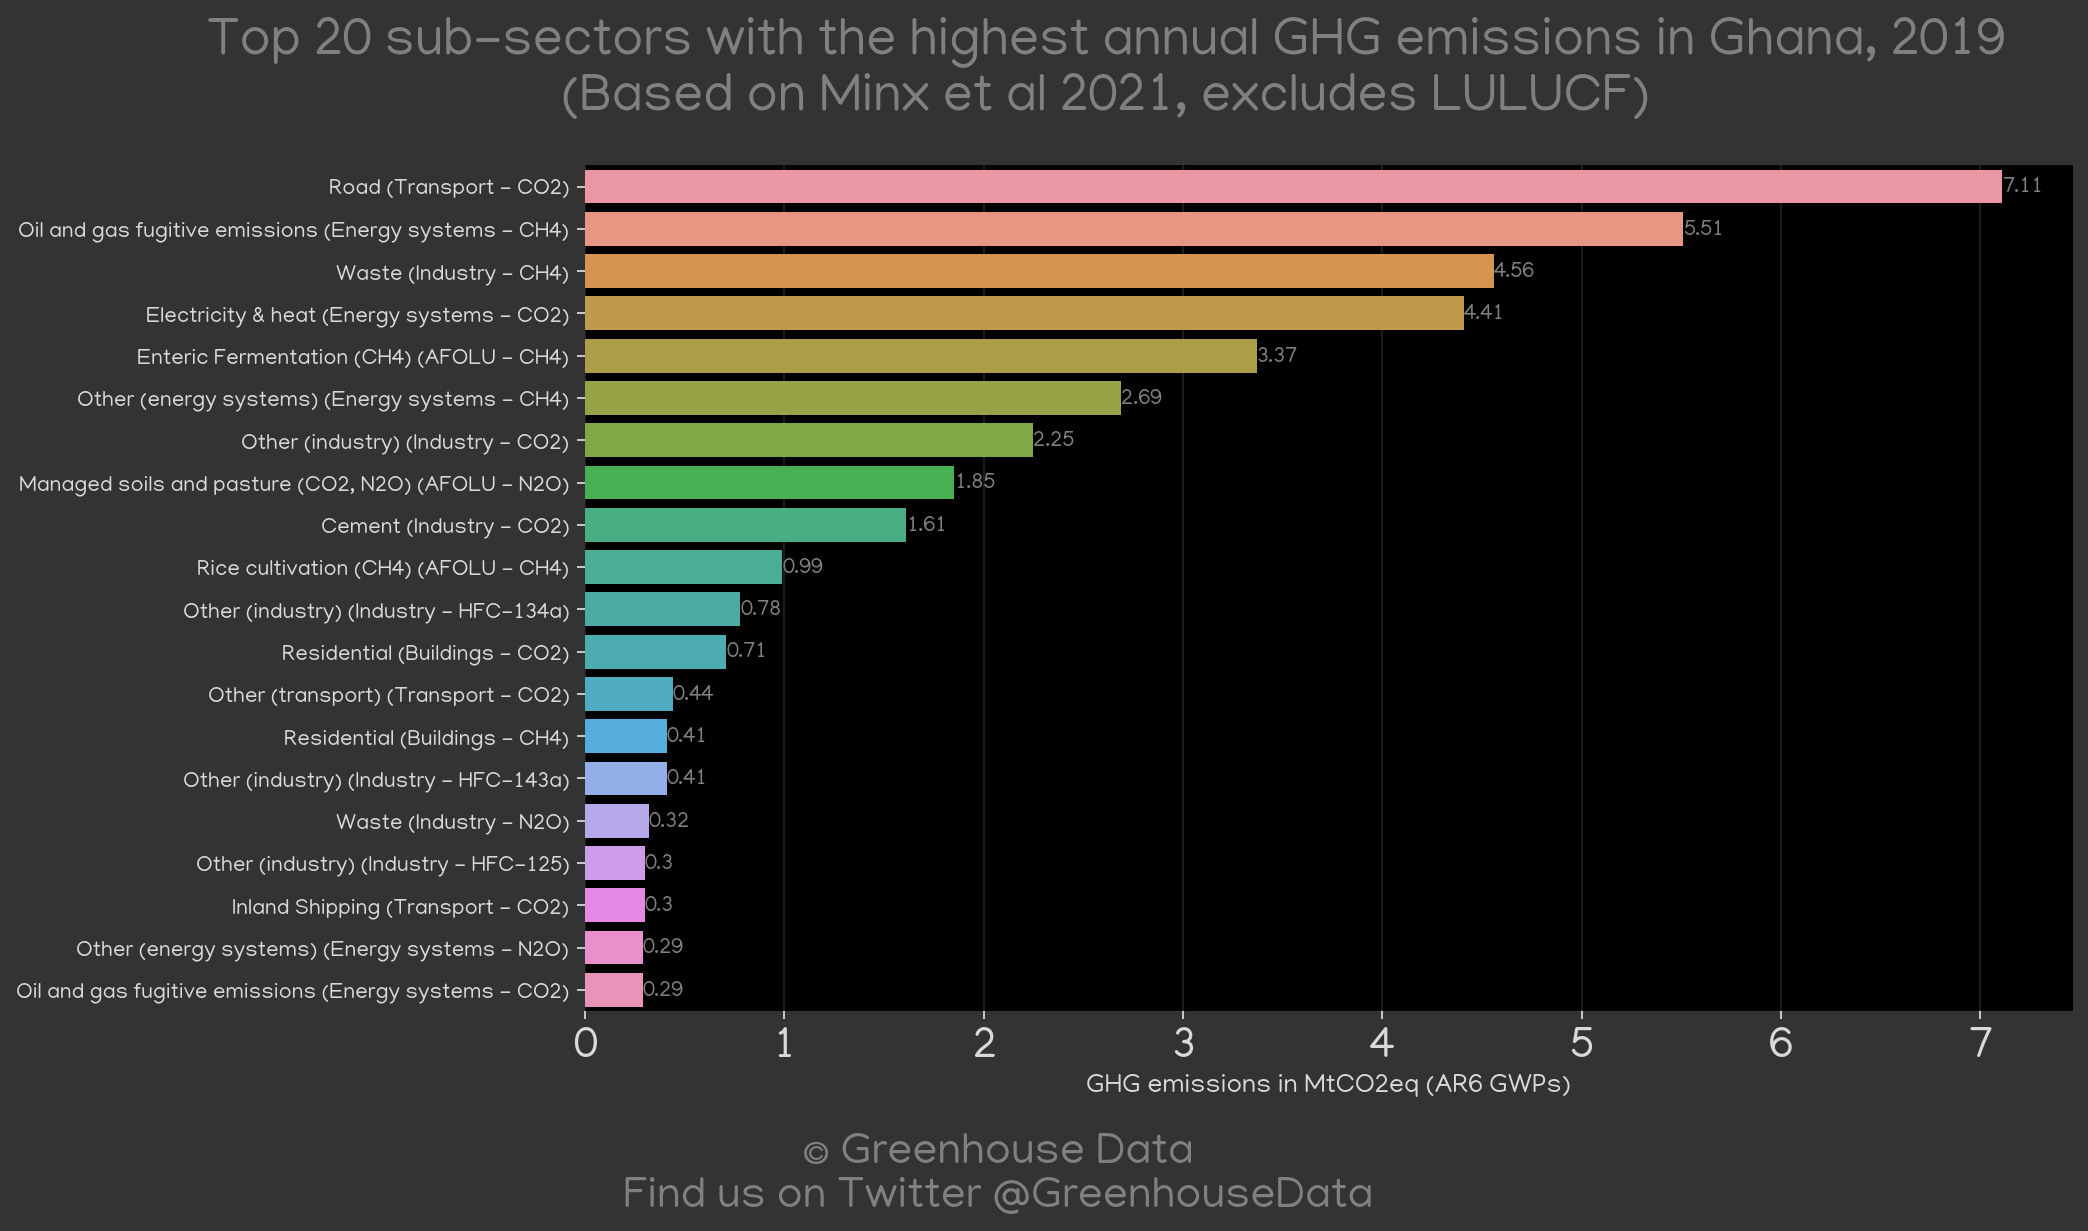 Top 20 sub-sectors with the highest annual GHG emissions in Ghana, 2019
(Based on Minx et al 2021, excludes LULUCF)
Road (Transport - CO2) 7.11
Oil and gas fugitive emissions (Energy systems - CH4) 5.51
Waste (Industry - CH4) 4.56
Electricity & heat (Energy systems - CO2) 4.41
Enteric Fermentation (CH4) (AFOLU - CH4) 3.37
Other (energy systems) (Energy systems - CH4) 2.69
Other (industry) (Industry - CO2) 2.25
Managed soils and pasture (CO2, N2O) (AFOLU - N2O) 1.85
Cement (Industry - CO2) 1.61
Rice cultivation (CH4) (AFOLU - CH4) 0.99
Other (industry) (Industry - HFC-134a) 0.78
Residential (Buildings - CO2) 0.71
Other (transport) (Transport - CO2) 0.44
Residential (Buildings - CH4) 0.41
Other (industry) (Industry - HFC-143a) 0.41
Waste (Industry - N2O) 0.32
Other (industry) (Industry - HFC-125) 0.3
Inland Shipping (Transport - CO2) 0.3
Other (energy systems) (Energy systems - N2O) 0.29
Oil and gas fugitive emissions (Energy systems - CO2) 0.29
0 1 2 3 4 5 6 7
GHG emissions in MtCO2eq (AR6 GWPs)
© Greenhouse Data
Find us on Twitter @GreenhouseData